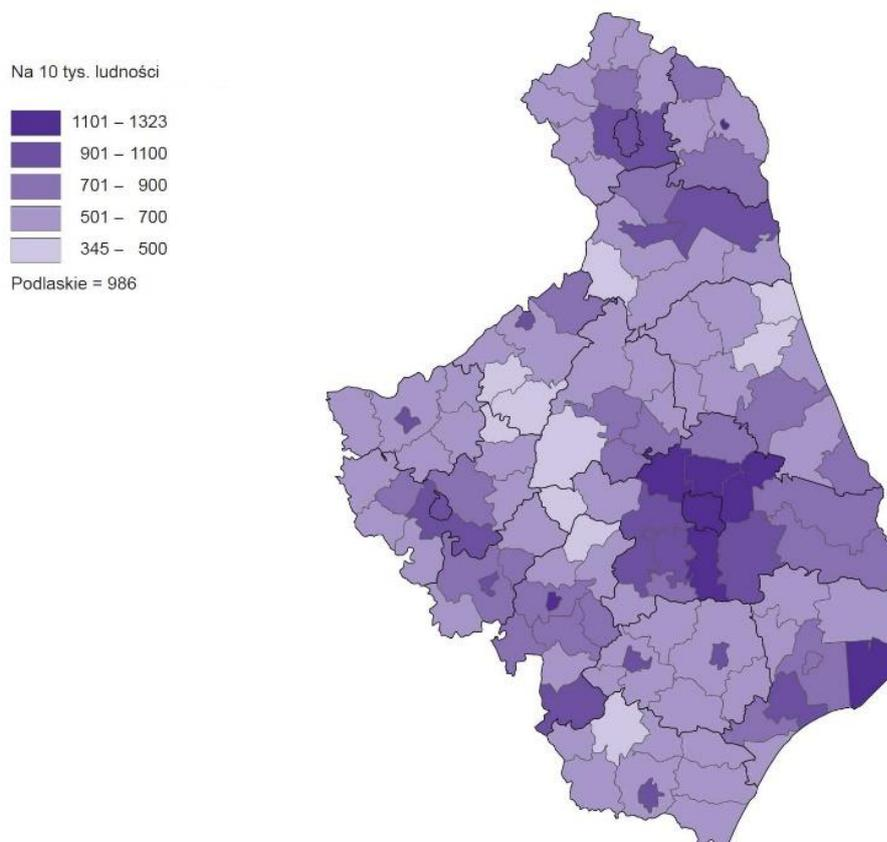 Na 10 tys. ludności
1101 – 1323
901 – 1100
701 – 900
501 – 700
345 – 500
Podlaskie = 986